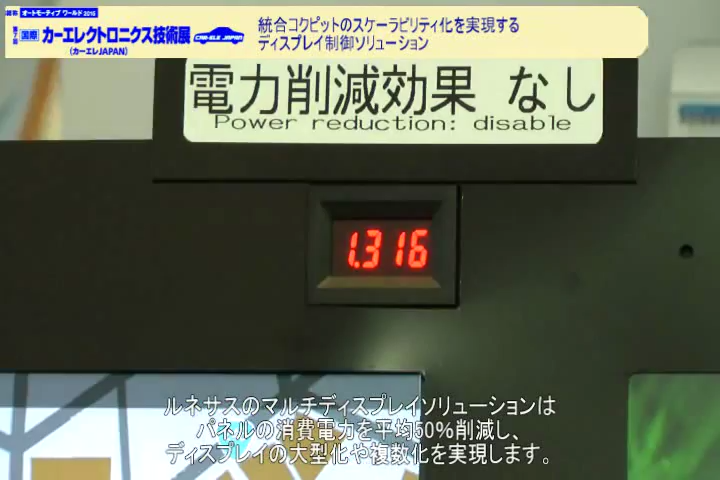 オートモーティブ ワールド 2015
第7回 国際 カーエレクトロニクス技術展
(カーエレJAPAN)
CAR-ELE JAPAN
統合コクピットのスケーラビリティ化を実現する
ディスプレイ制御ソリューション
電力削減効果 なし
Power reduction: disable
1.316
ルネサスのマルチディスプレイソリューションは
パネルの消費電力を平均50%削減し、
ディスプレイの大型化や複数化を実現します。